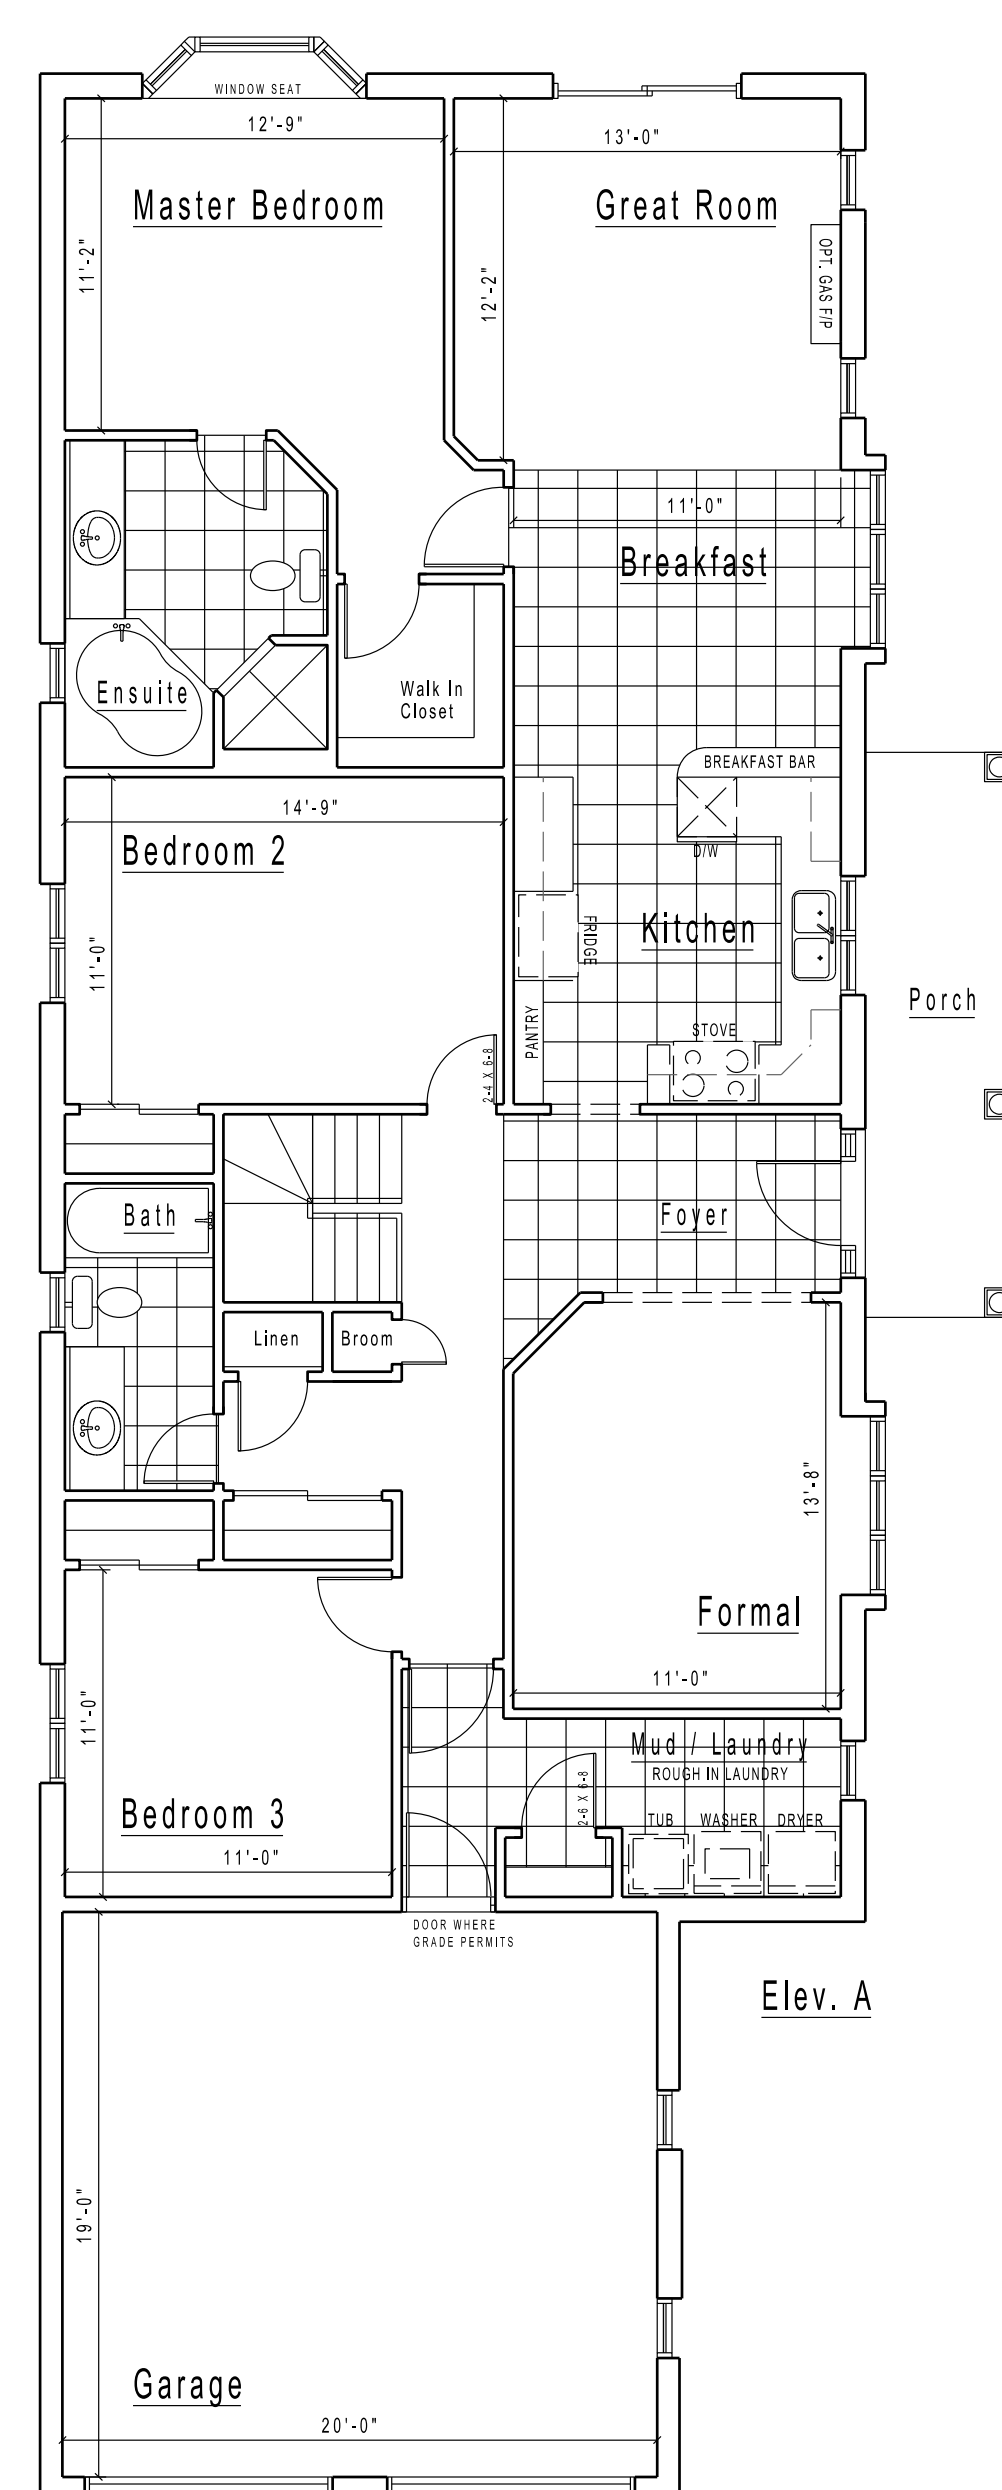 WINDOW SEAT
12'-9"
13'-0"
Master Bedroom
Great Room
11'-2"
12'-2"
OPT. GAS F/P
11'-0"
Breakfast
Ensuite
Walk In
Closet
BREAKFAST BAR
14'-9"
Bedroom 2
D/W
11'-0"
FRIDGE
Kitchen
Porch
PANTRY
STOVE
2-4 X 6-8
Bath
Foyer
Linen
Broom
13'-8"
Formal
11'-0"
11'-0"
Mud / Laundry
ROUGH IN LAUNDRY
2-6 X 6-8
Bedroom 3
TUB
WASHER
DRYER
11'-0"
DOOR WHERE
GRADE PERMITS
Elev. A
19'-0"
Garage
20'-0"